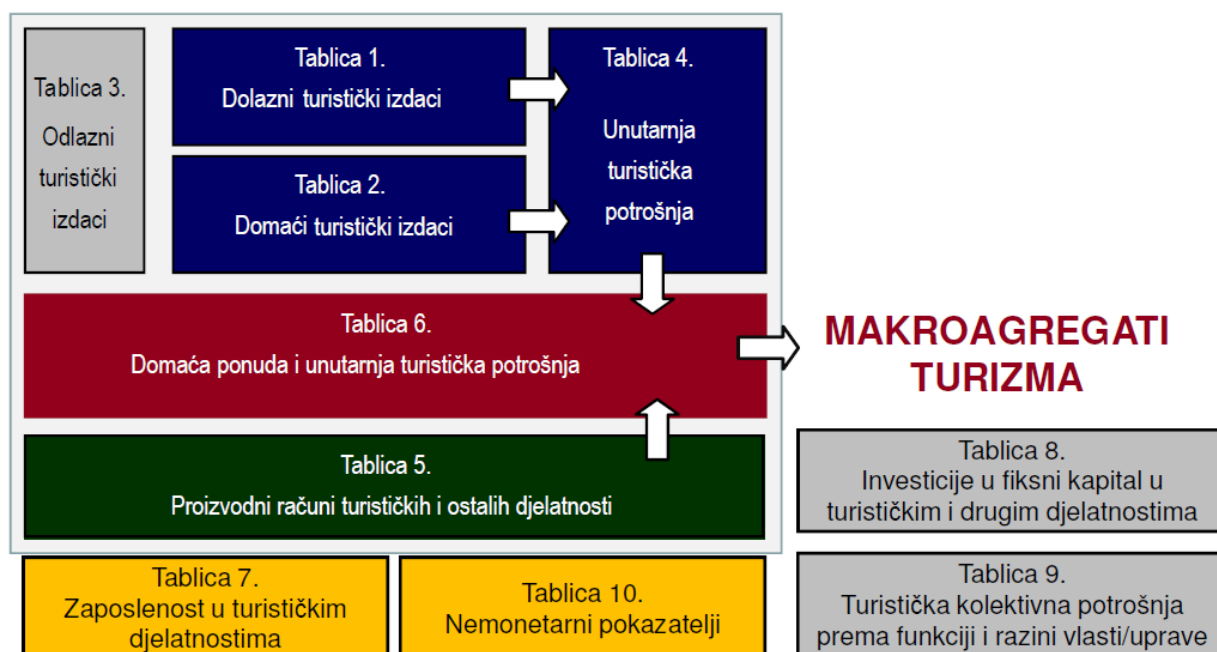 Tablica 3.
Odlazni
turistički
izdaci
Tablica 1.
Dolazni turistički izdaci
Tablica 2.
Domaći turistički izdaci
Tablica 4.
Unutarnja
turistička
potrošnja
Tablica 6.
Domaća ponuda i unutarnja turistička potrošnja
MAKROAGREGATI
TURIZMA
Tablica 5.
Proizvodni računi turističkih i ostalih djelatnosti
Tablica 8.
Investicije u fiksni kapital u
turističkim i drugim djelatnostima
Tablica 7.
Zaposlenost u turističkim
djelatnostima
Tablica 10.
Nemonetarni pokazatelji
Tablica 9.
Turistička kolektivna potrošnja
prema funkciji i razini vlasti/uprave